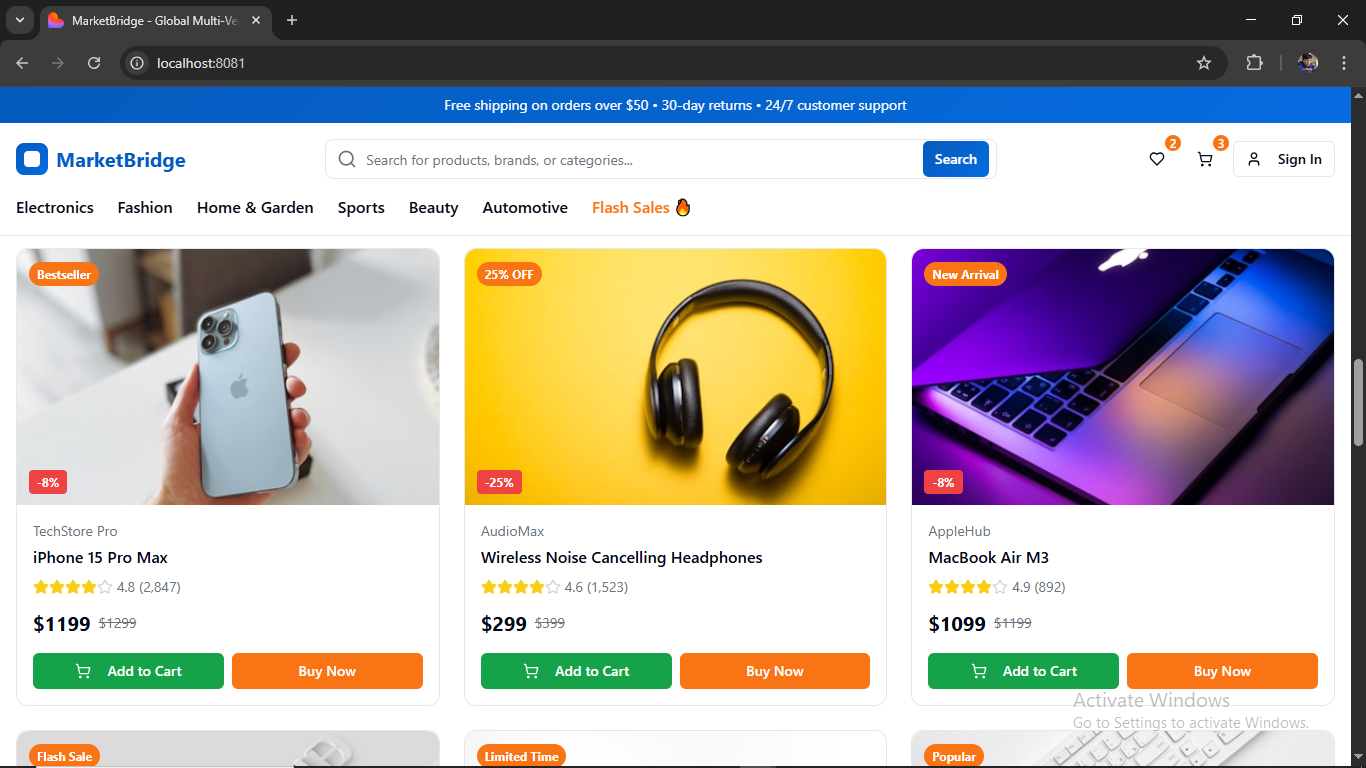 MarketBridge - Global Multi-Ve
localhost:8081
Free shipping on orders over $50 • 30-day returns • 24/7 customer support
MarketBridge
Search for products, brands, or categories...
Search
2
3
Sign In
Electronics Fashion Home & Garden Sports Beauty Automotive Flash Sales 🔥
Bestseller
-8%
TechStore Pro
iPhone 15 Pro Max
4.8 (2,847)
$1199 $1299
Add to Cart
Buy Now
25% OFF
-25%
AudioMax
Wireless Noise Cancelling Headphones
4.6 (1,523)
$299 $399
Add to Cart
Buy Now
New Arrival
-8%
AppleHub
MacBook Air M3
4.9 (892)
$1099 $1199
Add to Cart
Buy Now
Flash Sale
Limited Time
Popular
Activate Windows
Go to Settings to activate Windows.